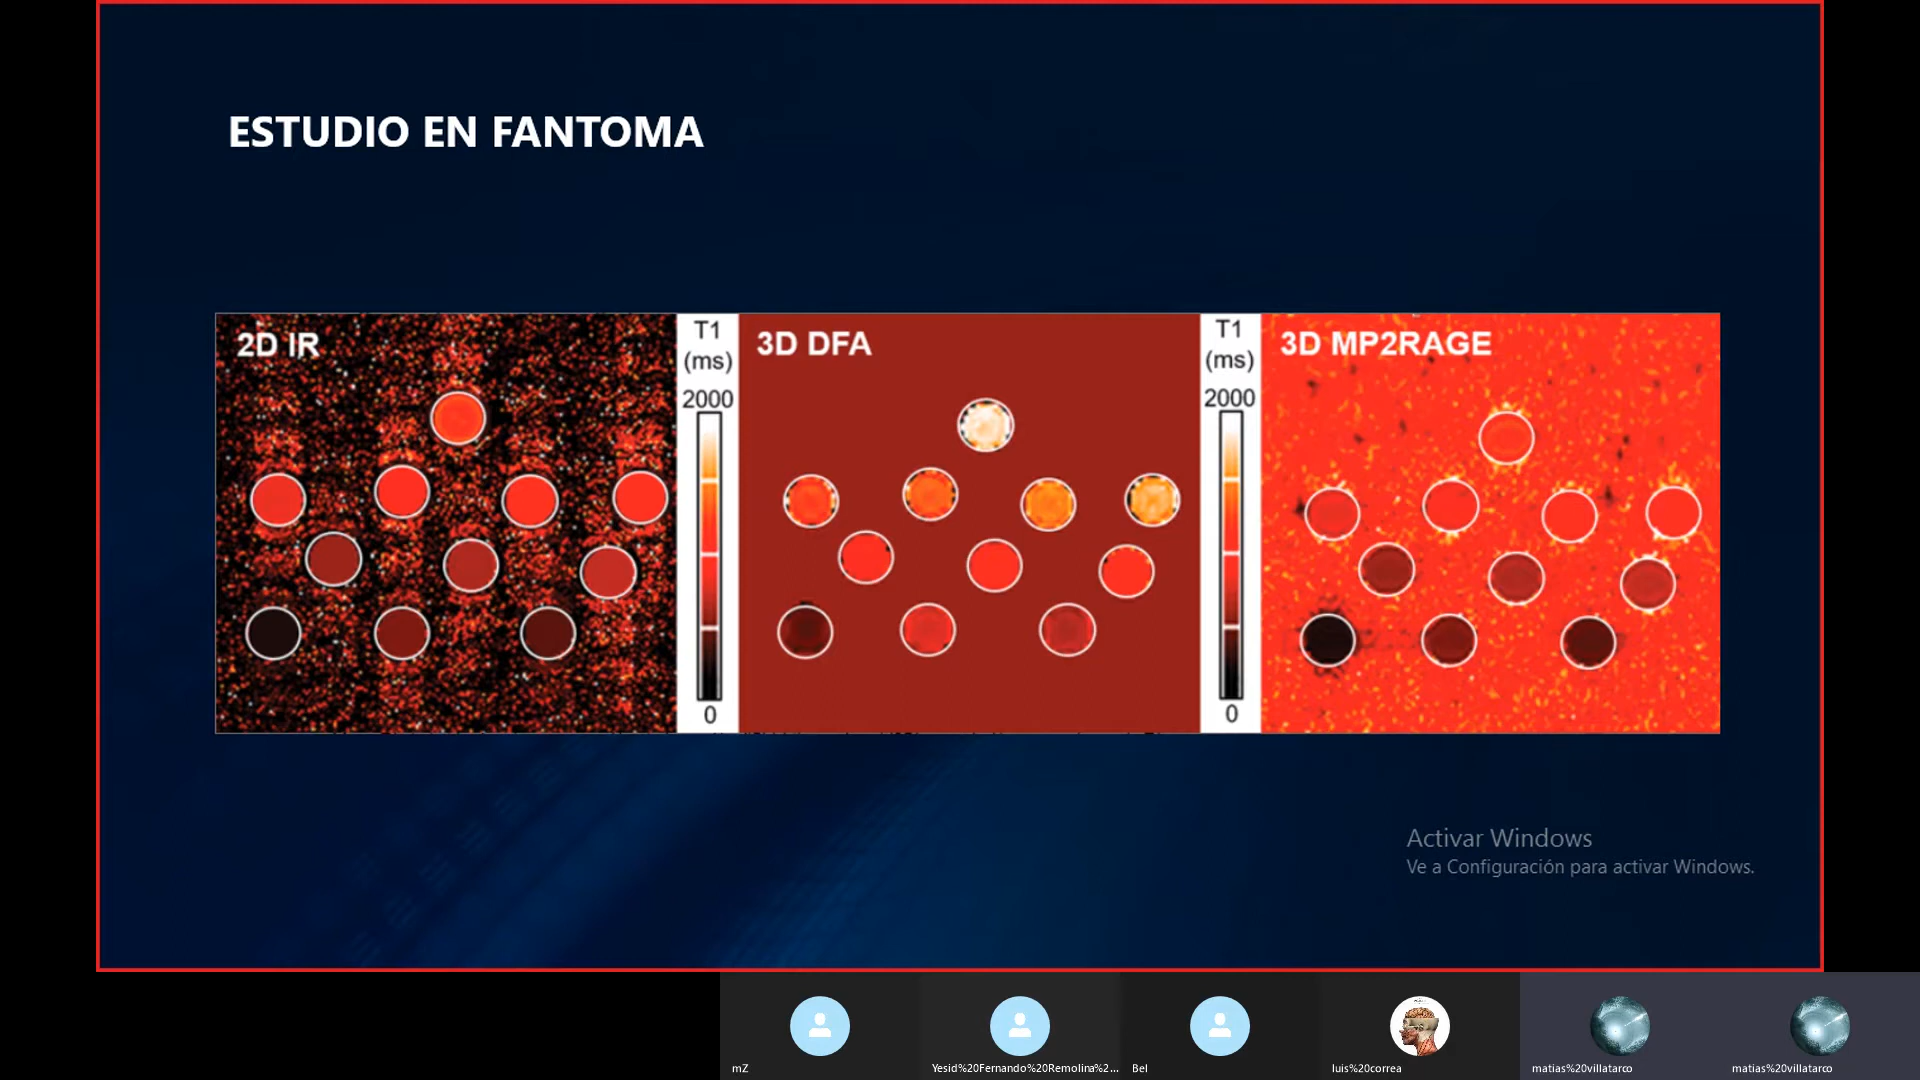 ESTUDIO EN FANTOMA
2D IR
T1
(ms)
2000
0
3D DFA
T1
(ms)
2000
0
3D MP2RAGE
Activar Windows
Ve a Configuración para activar Windows.
mZ
Yesid%20Fernando%20Remolina%2...
Bel
luis%20correa
matias%20villatarco
matias%20villatarco